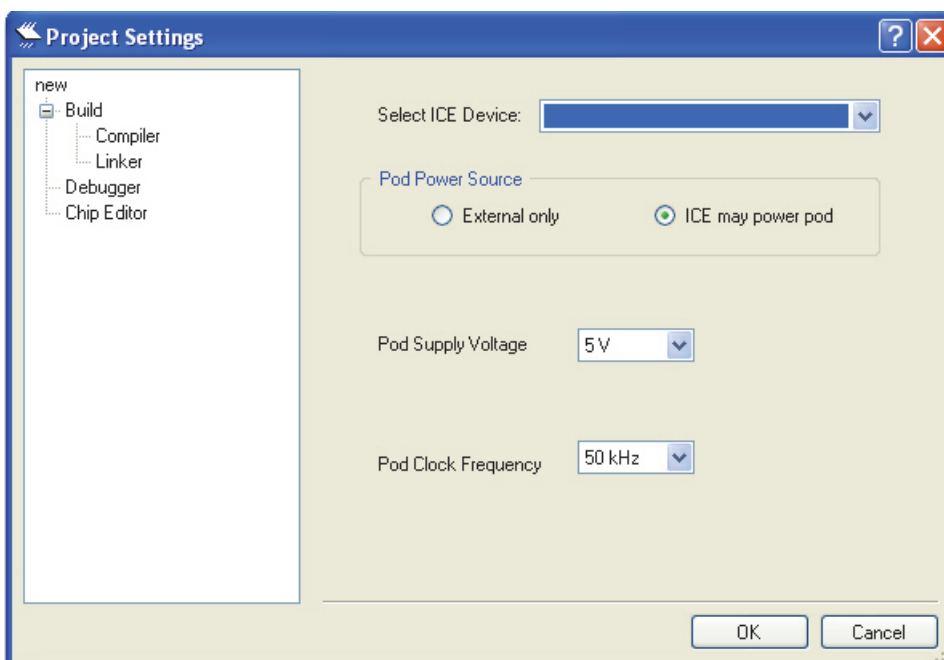 Project Settings
new
Build
Compiler
Linker
Debugger
Chip Editor
Select ICE Device:
Pod Power Source
External only
ICE may power pod
Pod Supply Voltage
5 V
Pod Clock Frequency
50 kHz
OK
Cancel